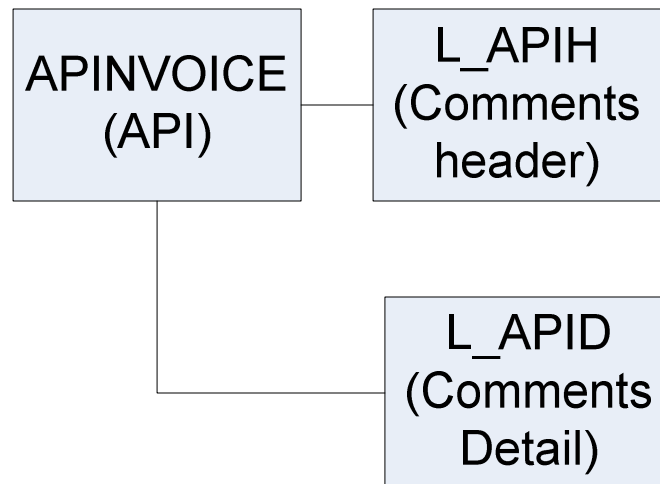 APINVOICE
(API)
L_APIH
(Comments
header)
L_APID
(Comments
Detail)